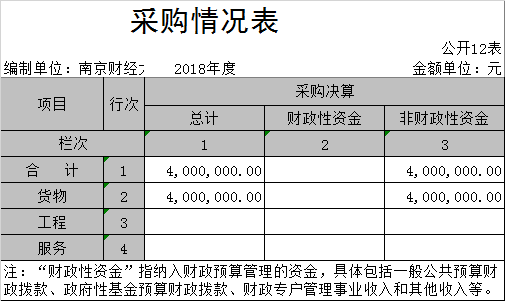 采购情况表
公开12表
编制单位：南京财经 2018年度 金额单位：元
项目 行次 采购决算
总计 财政性资金 非财政性资金
栏次 1 2 3
合 计 1 4,000,000.00 4,000,000.00
货物 2 4,000,000.00 4,000,000.00
工程 3
服务 4
注：“财政性资金”指纳入财政预算管理的资金，具体包括一般公共预算财
政拨款、政府性基金预算财政拨款、财政专户管理事业收入和其他收入等。